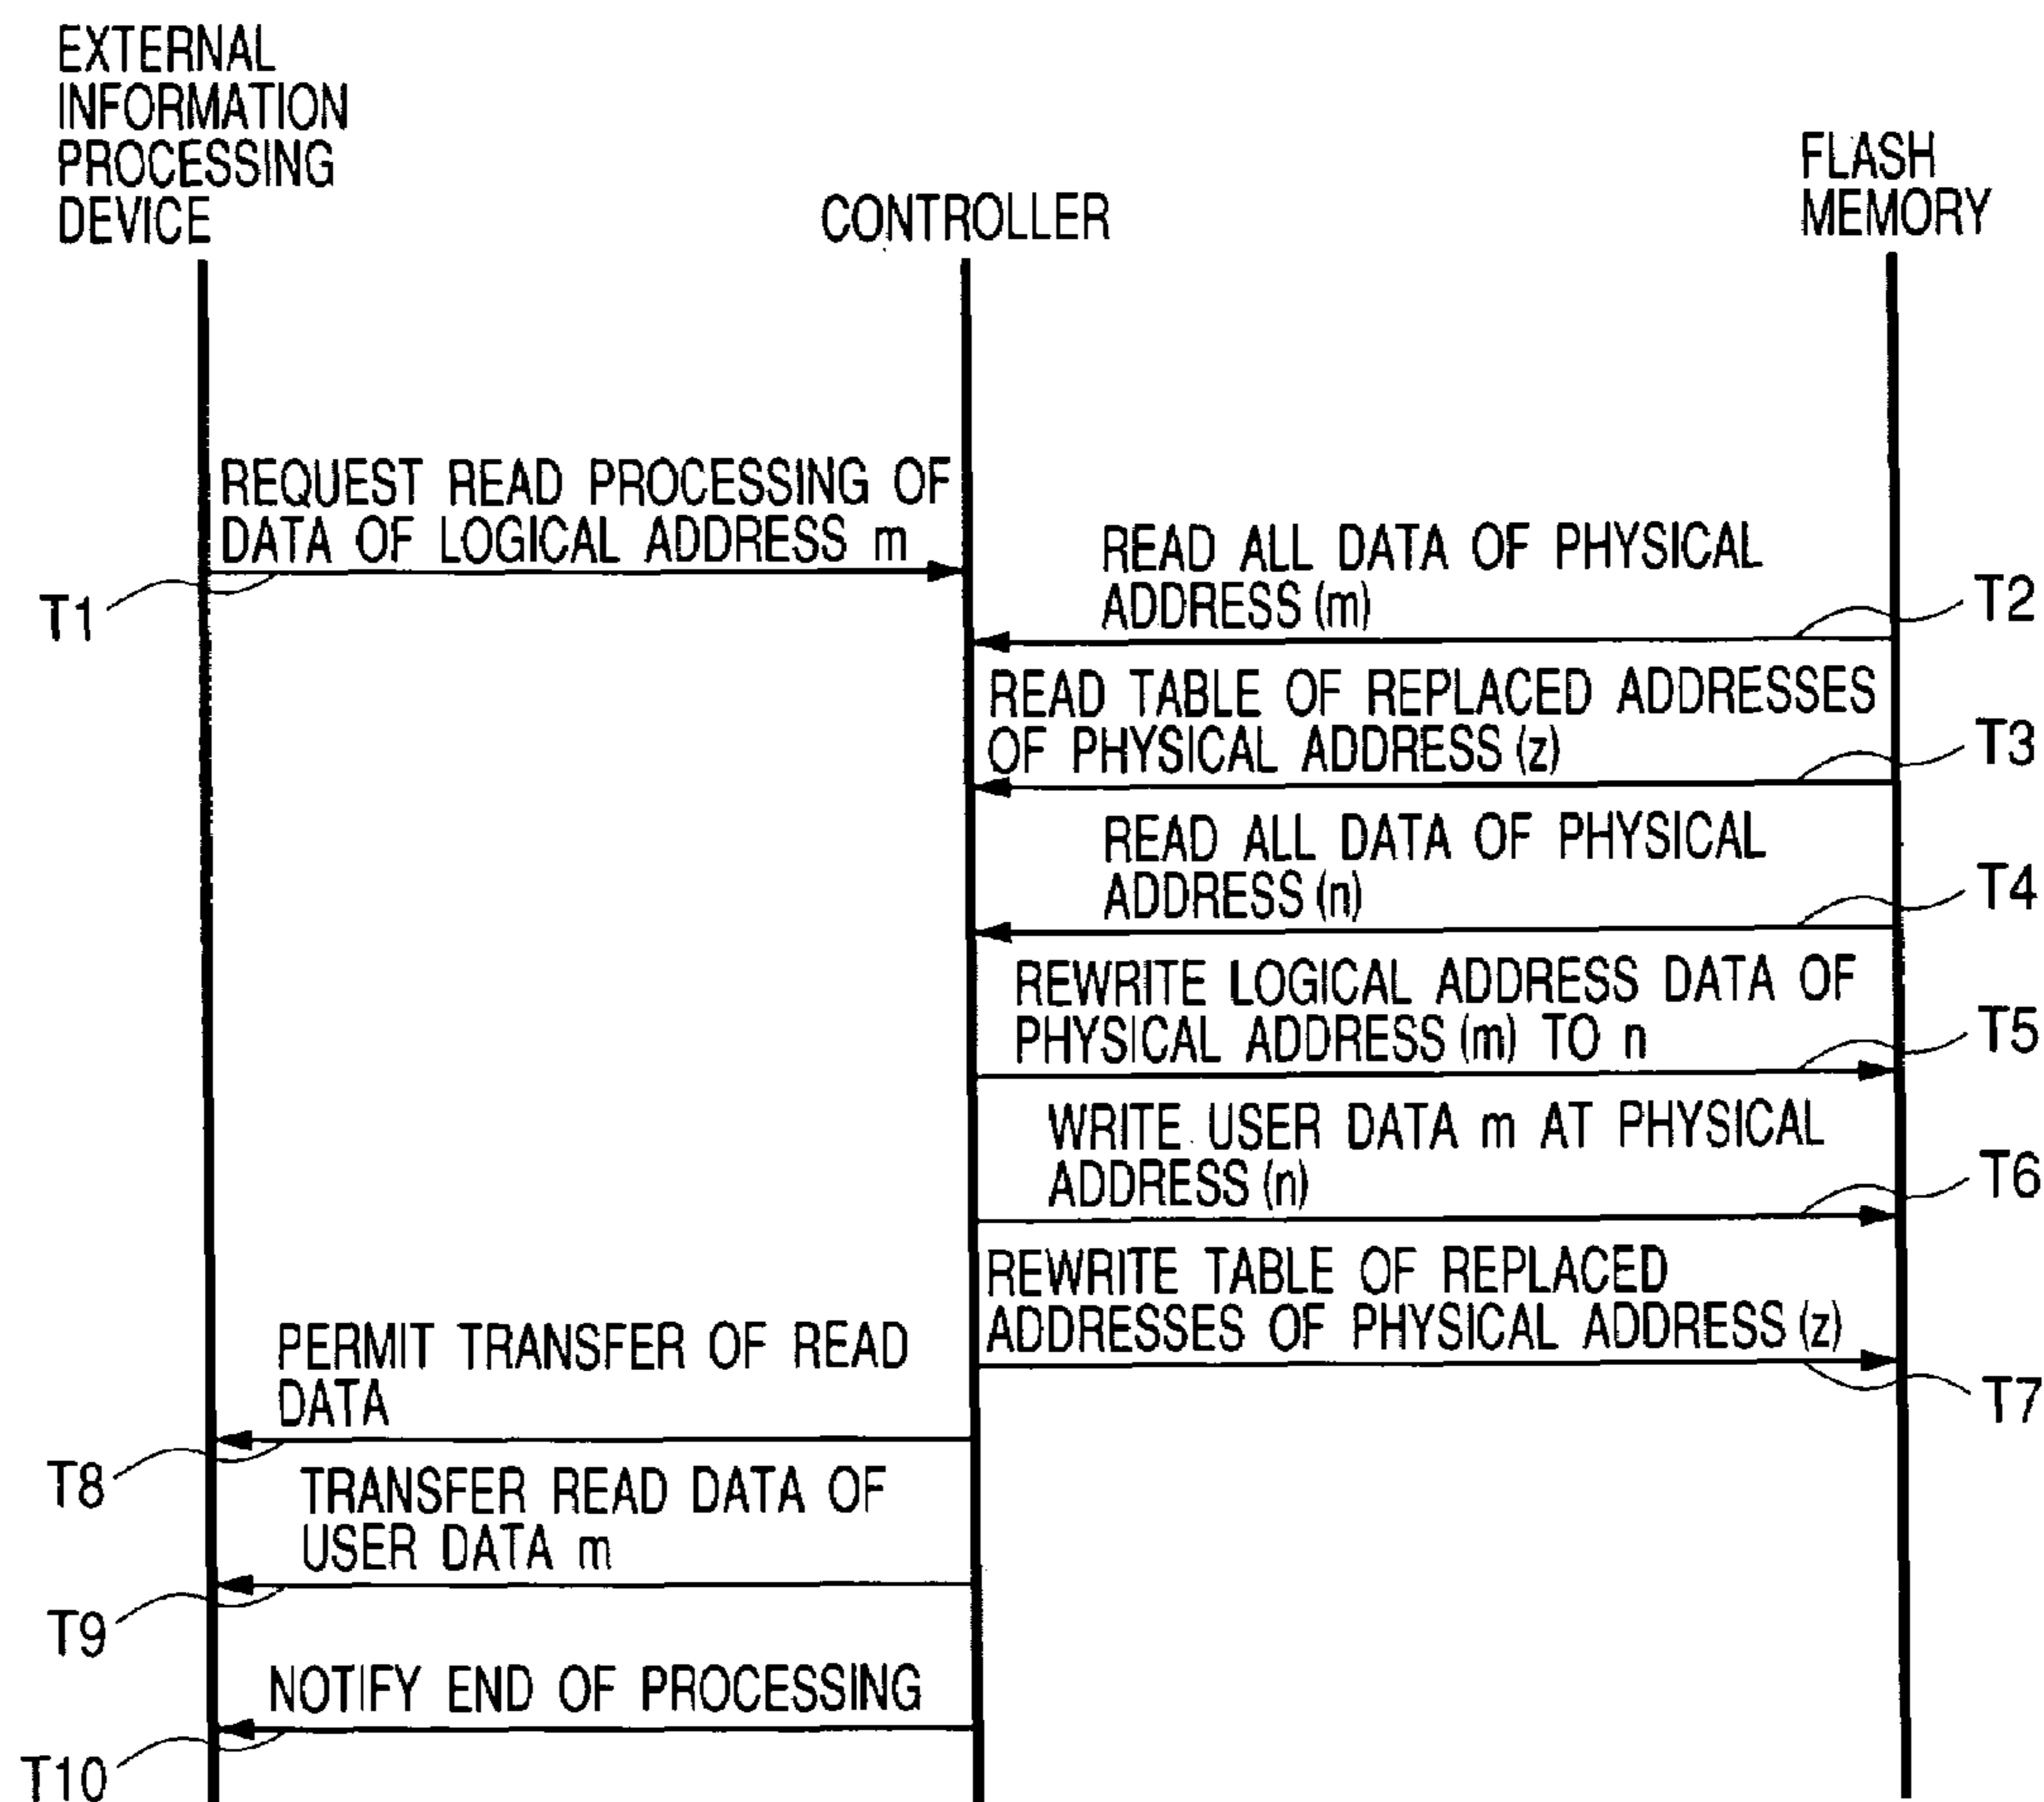 EXTERNAL
INFORMATION
PROCESSING
DEVICE
CONTROLLER
FLASH
MEMORY
REQUEST READ PROCESSING OF
DATA OF LOGICAL ADDRESS m
T1
READ ALL DATA OF PHYSICAL
ADDRESS (m)
T2
READ TABLE OF REPLACED ADDRESSES
OF PHYSICAL ADDRESS (z)
T3
READ ALL DATA OF PHYSICAL
ADDRESS (n)
T4
REWRITE LOGICAL ADDRESS DATA OF
PHYSICAL ADDRESS (m) TO n
T5
WRITE USER DATA m AT PHYSICAL
ADDRESS (n)
T6
REWRITE TABLE OF REPLACED
ADDRESSES OF PHYSICAL ADDRESS (z)
T7
PERMIT TRANSFER OF READ
DATA
T8
TRANSFER READ DATA OF
USER DATA m
T9
NOTIFY END OF PROCESSING
T10